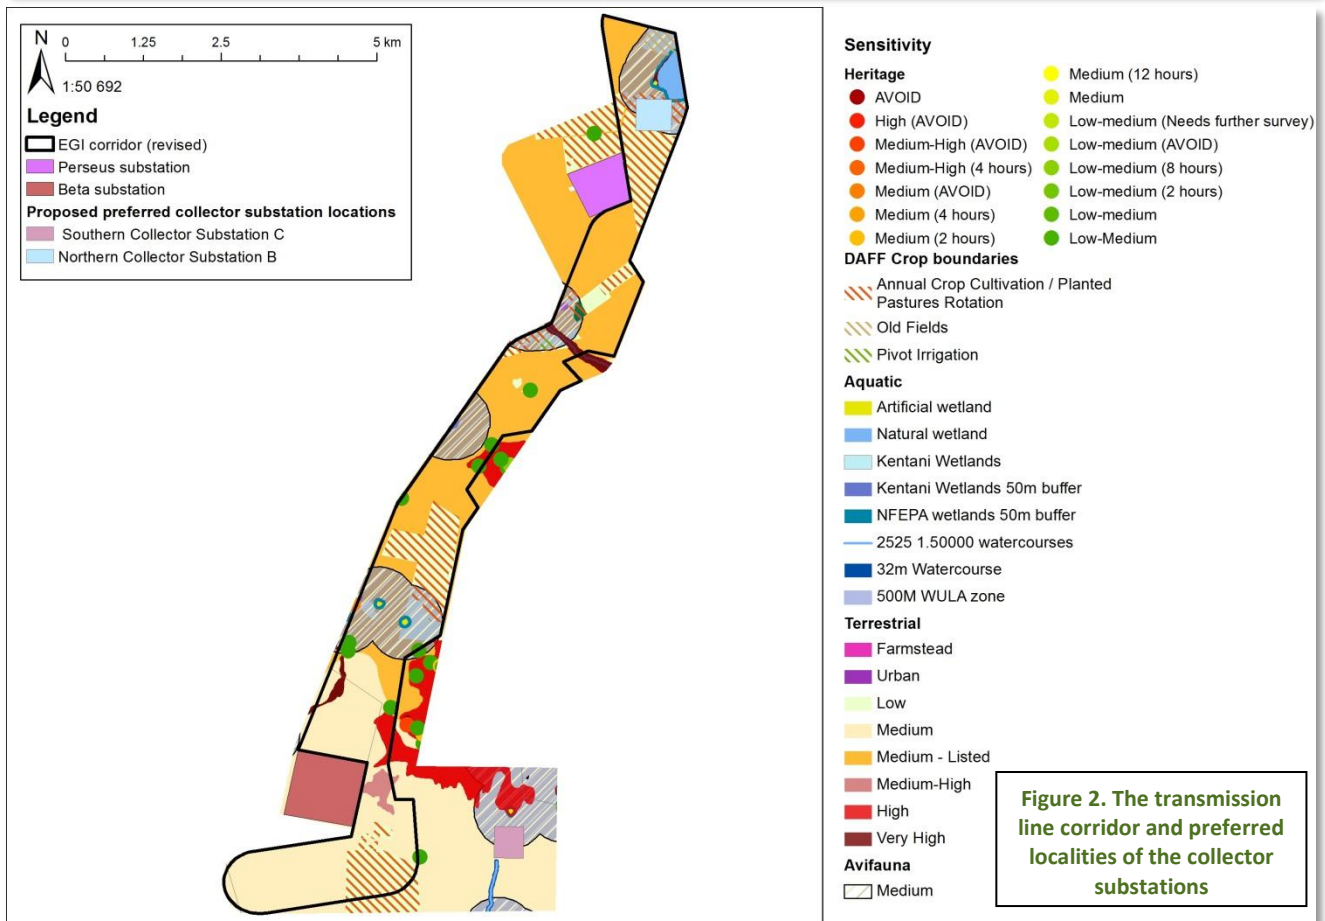 N
0 1.25 2.5 5 km
1:50 692
Legend
EGI corridor (revised)
Perseus substation
Beta substation
Proposed preferred collector substation locations
Southern Collector Substation C
Northern Collector Substation B
Sensitivity
Heritage
AVOID
High (AVOID)
Medium-High (AVOID)
Medium-High (4 hours)
Medium (AVOID)
Medium (4 hours)
Medium (2 hours)
Medium (12 hours)
Medium
Low-medium (Needs further survey)
Low-medium (AVOID)
Low-medium (8 hours)
Low-medium (2 hours)
Low-medium
Low-Medium
DAFF Crop boundaries
Annual Crop Cultivation / Planted
Pastures Rotation
Old Fields
Pivot Irrigation
Aquatic
Artificial wetland
Natural wetland
Kentani Wetlands
Kentani Wetlands 50m buffer
NFEPA wetlands 50m buffer
2525 1.50000 watercourses
32m Watercourse
500M WULA zone
Terrestrial
Farmstead
Urban
Low
Medium
Medium - Listed
Medium-High
High
Very High
Avifauna
Medium
Figure 2. The transmission
line corridor and preferred
localities of the collector
substations